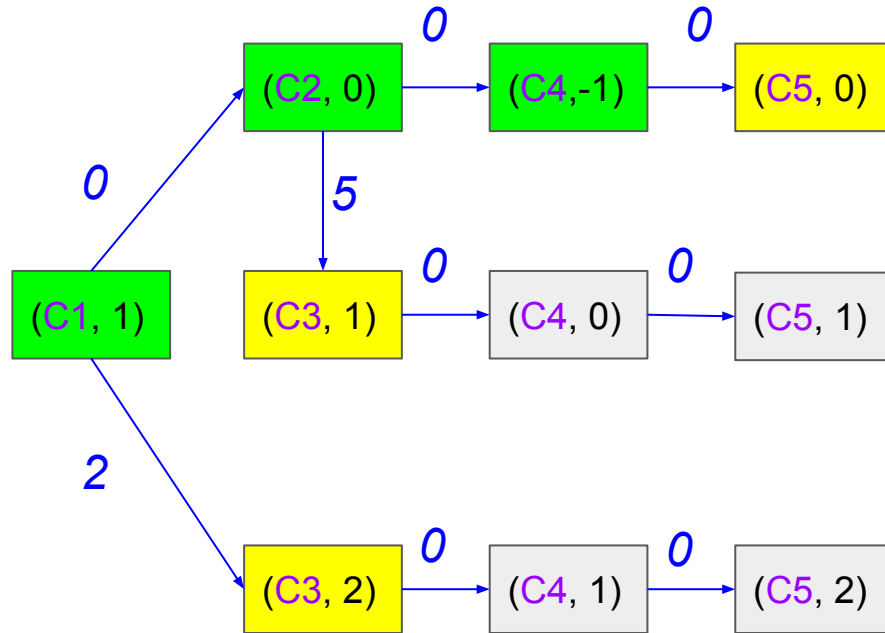 0 0
(C2, 0) (C4,-1) (C5, 0)
0 5
0 0
(C1, 1) (C3, 1) (C4, 0) (C5, 1)
2
0 0
(C3, 2) (C4, 1) (C5, 2)